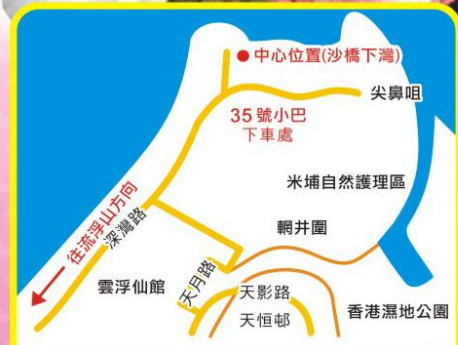 中心位置(沙橋下灣)
尖鼻咀
35號小巴
下車處
米埔自然護理區
輞井圍
往流浮山方向
深灣路
雲浮仙館
天月路
天影路
天恒邨
香港濕地公園